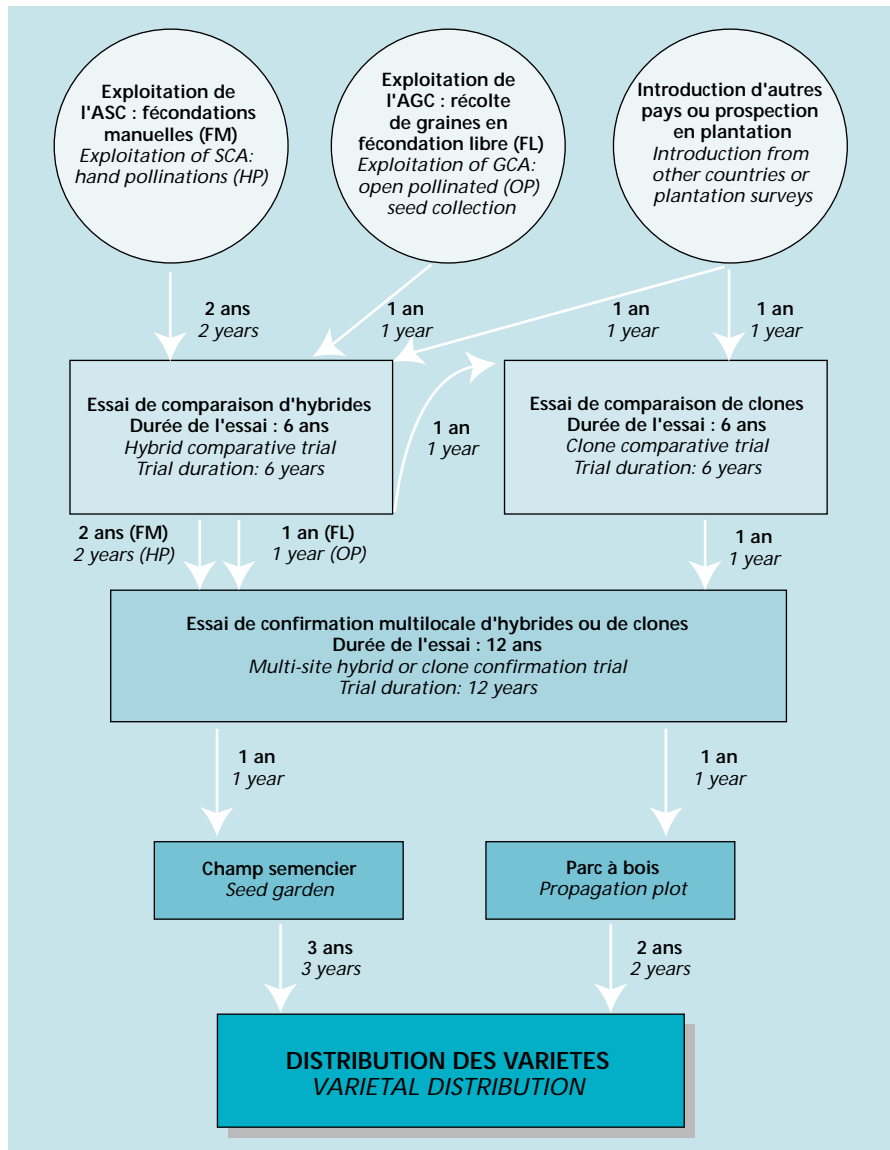 Exploitation de
l'ASC : fécondations
manuelles (FM)
Exploitation of SCA:
hand pollinations (HP)
Exploitation de
l'AGC : récolte
de graines en
fécondation libre (FL)
Exploitation of GCA:
open pollinated (OP)
seed collection
Introduction d'autres
pays ou prospection
en plantation
Introduction from
other countries or
plantation surveys
2 ans
2 years
1 an
1 year
1 an
1 year
1 an
1 year
Essai de comparaison d'hybrides
Durée de l'essai : 6 ans
Hybrid comparative trial
Trial duration: 6 years
1 an
1 year
Essai de comparaison de clones
Durée de l'essai : 6 ans
Clone comparative trial
Trial duration: 6 years
2 ans (FM)
2 years (HP)
1 an (FL)
1 year (OP)
1 an
1 year
Essai de confirmation multilocale d'hybrides ou de clones
Durée de l'essai : 12 ans
Multi-site hybrid or clone confirmation trial
Trial duration: 12 years
1 an
1 year
1 an
1 year
Champ semencier
Seed garden
Parc à bois
Propagation plot
3 ans
3 years
2 ans
2 years
DISTRIBUTION DES VARIETES
VARIETAL DISTRIBUTION